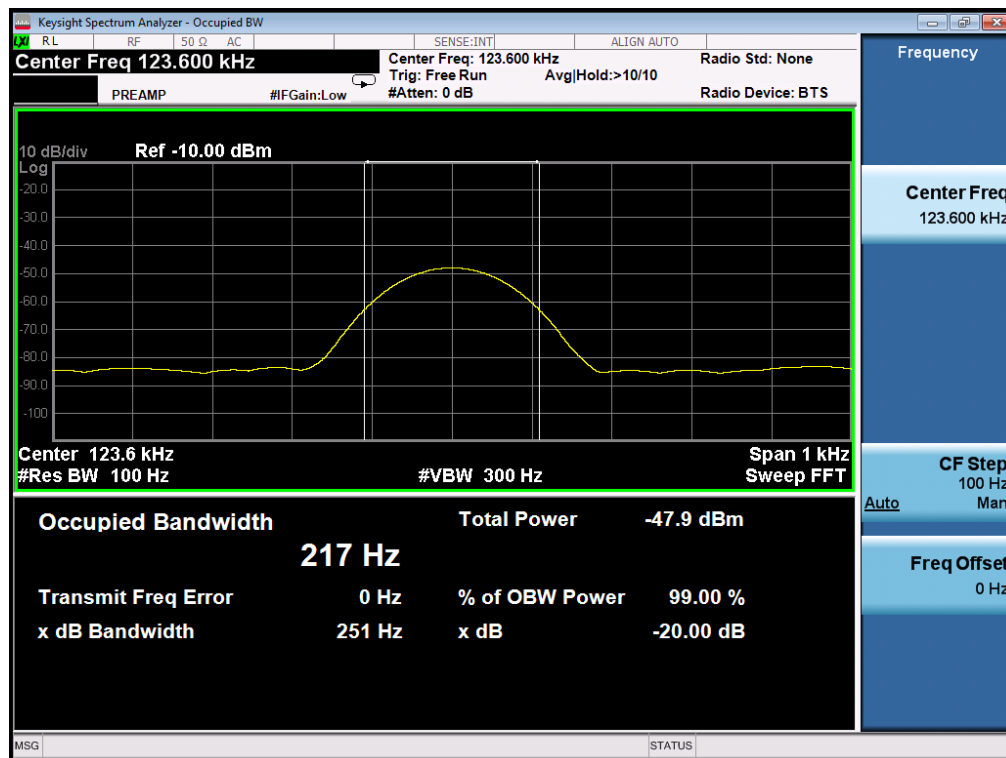 Keysight Spectrum Analyzer - Occupied BW
LXI RL RF 50 Ω AC SENSE:INT ALIGN AUTO
Center Freq 123.600 kHz
PREAMP #IFGain:Low
Center Freq: 123.600 kHz Radio Std: None
Trig: Free Run Avg|Hold:>10/10
#Atten: 0 dB Radio Device: BTS
10 dB/div Ref -10.00 dBm
Log
-20.0
-30.0
-40.0
-50.0
-60.0
-70.0
-80.0
-90.0
-100
Center 123.6 kHz Span 1 kHz
#Res BW 100 Hz #VBW 300 Hz Sweep FFT
Occupied Bandwidth Total Power -47.9 dBm
217 Hz
Transmit Freq Error 0 Hz % of OBW Power 99.00 %
x dB Bandwidth 251 Hz x dB -20.00 dB
Frequency
Center Freq
123.600 kHz
CF Step
100 Hz
Auto Man
Freq Offset
0 Hz
MSG STATUS